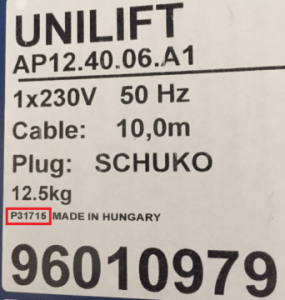 UNILIFT
AP12.40.06.A1
1x230V 50 Hz
Cable: 10,0m
Plug: SCHUKO
12.5kg
P31715 MADE IN HUNGARY
96010979